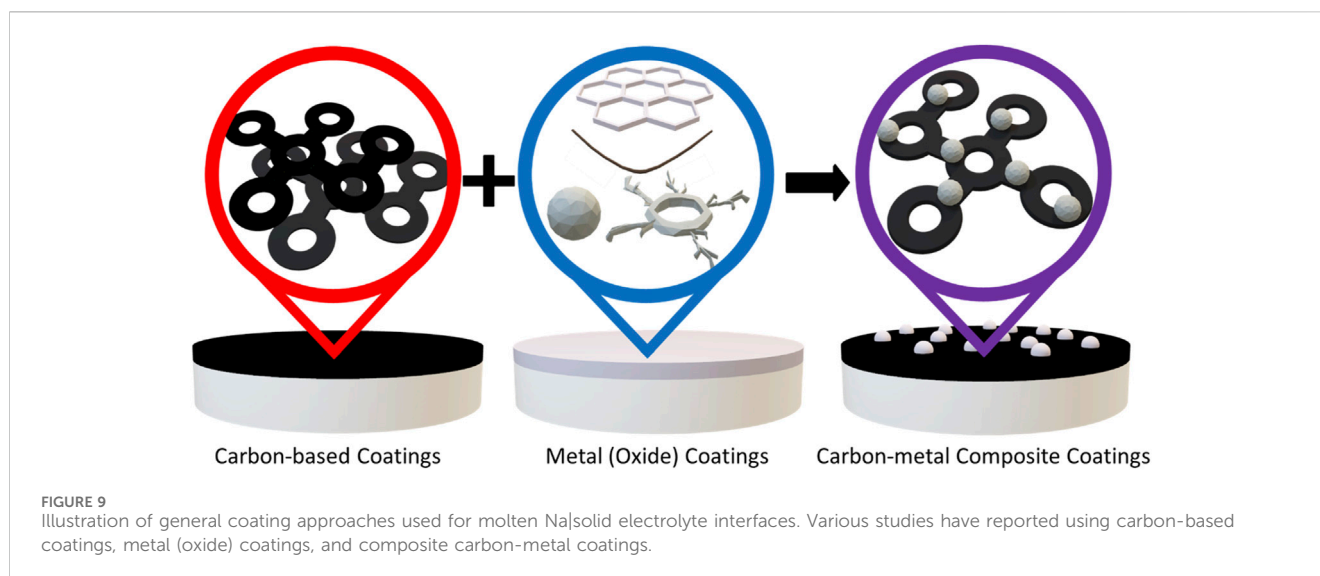 Carbon-based Coatings
Metal (Oxide) Coatings
Carbon-metal Composite Coatings
FIGURE 9
Illustration of general coating approaches used for molten Na|solid electrolyte interfaces. Various studies have reported using carbon-based
coatings, metal (oxide) coatings, and composite carbon-metal coatings.